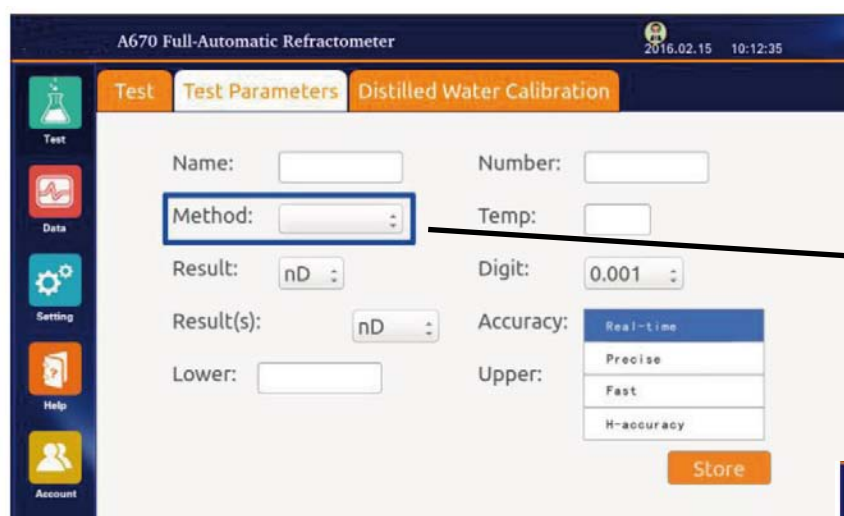 A670 Full-Automatic Refractometer
2016.02.15 10:12:35
Test Test Parameters Distilled Water Calibration
Test
Data
Setting
Help
Account
Name: Number:
Method: Temp:
Result: nD Digit: 0.001
Result(s): nD Accuracy: Real-time
Precise
Lower: Upper: Fast
H-accuracy
Store